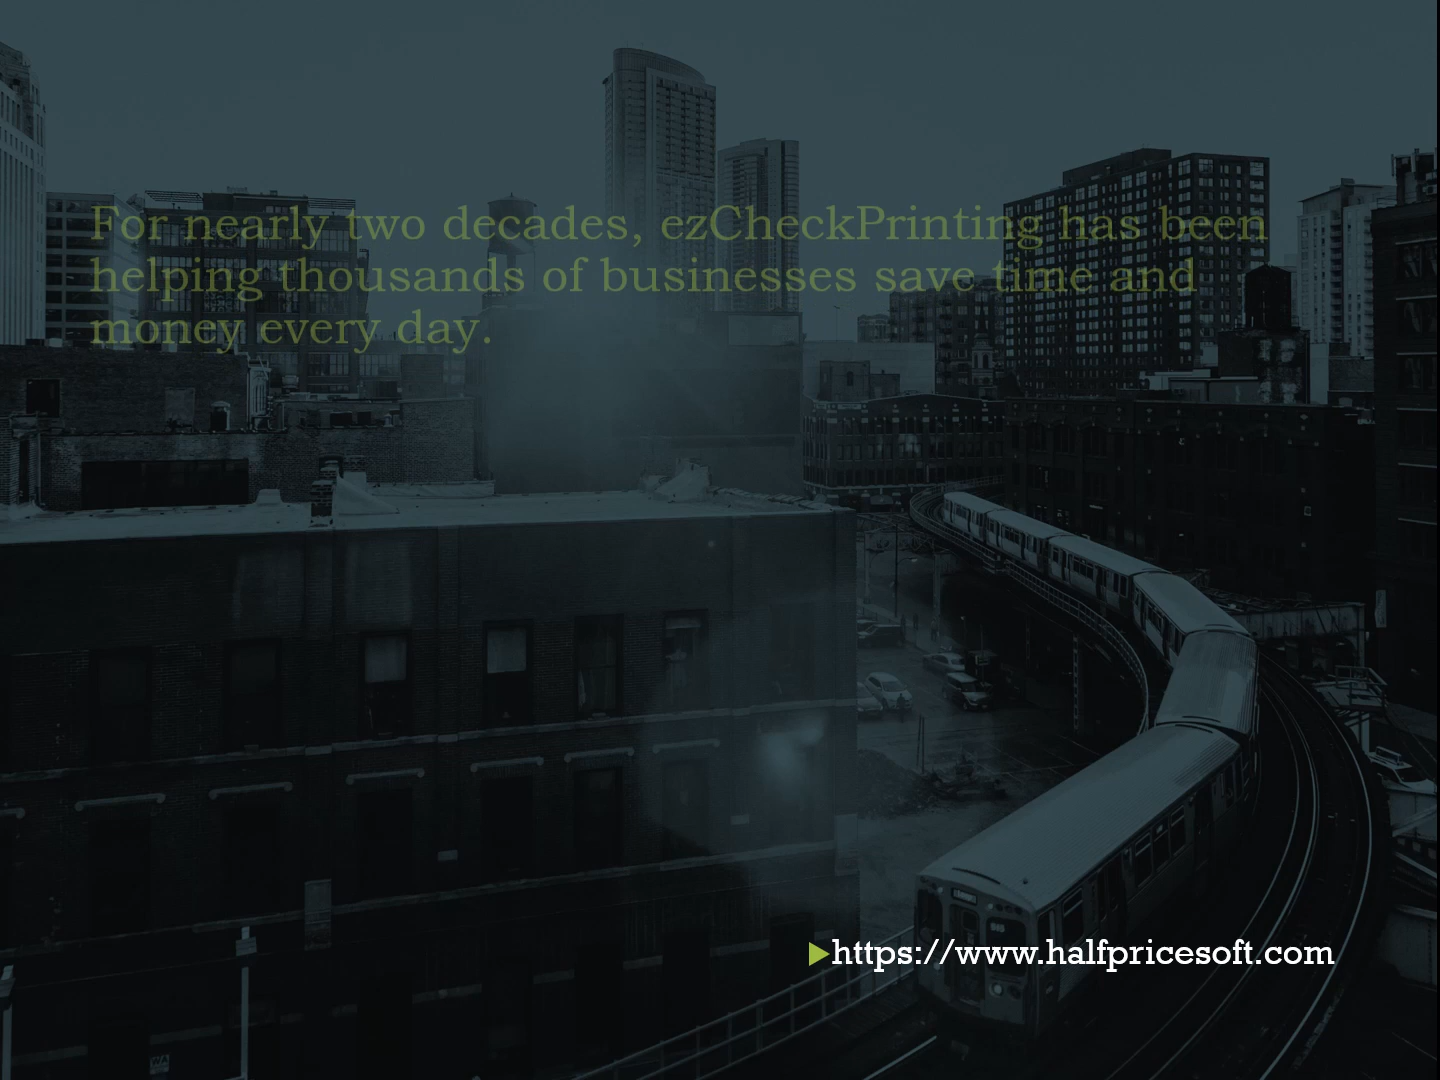 For nearly two decades, ezCheckPrinting has been
helping thousands of businesses save time and
money every day.
https://www.halfpricesoft.com